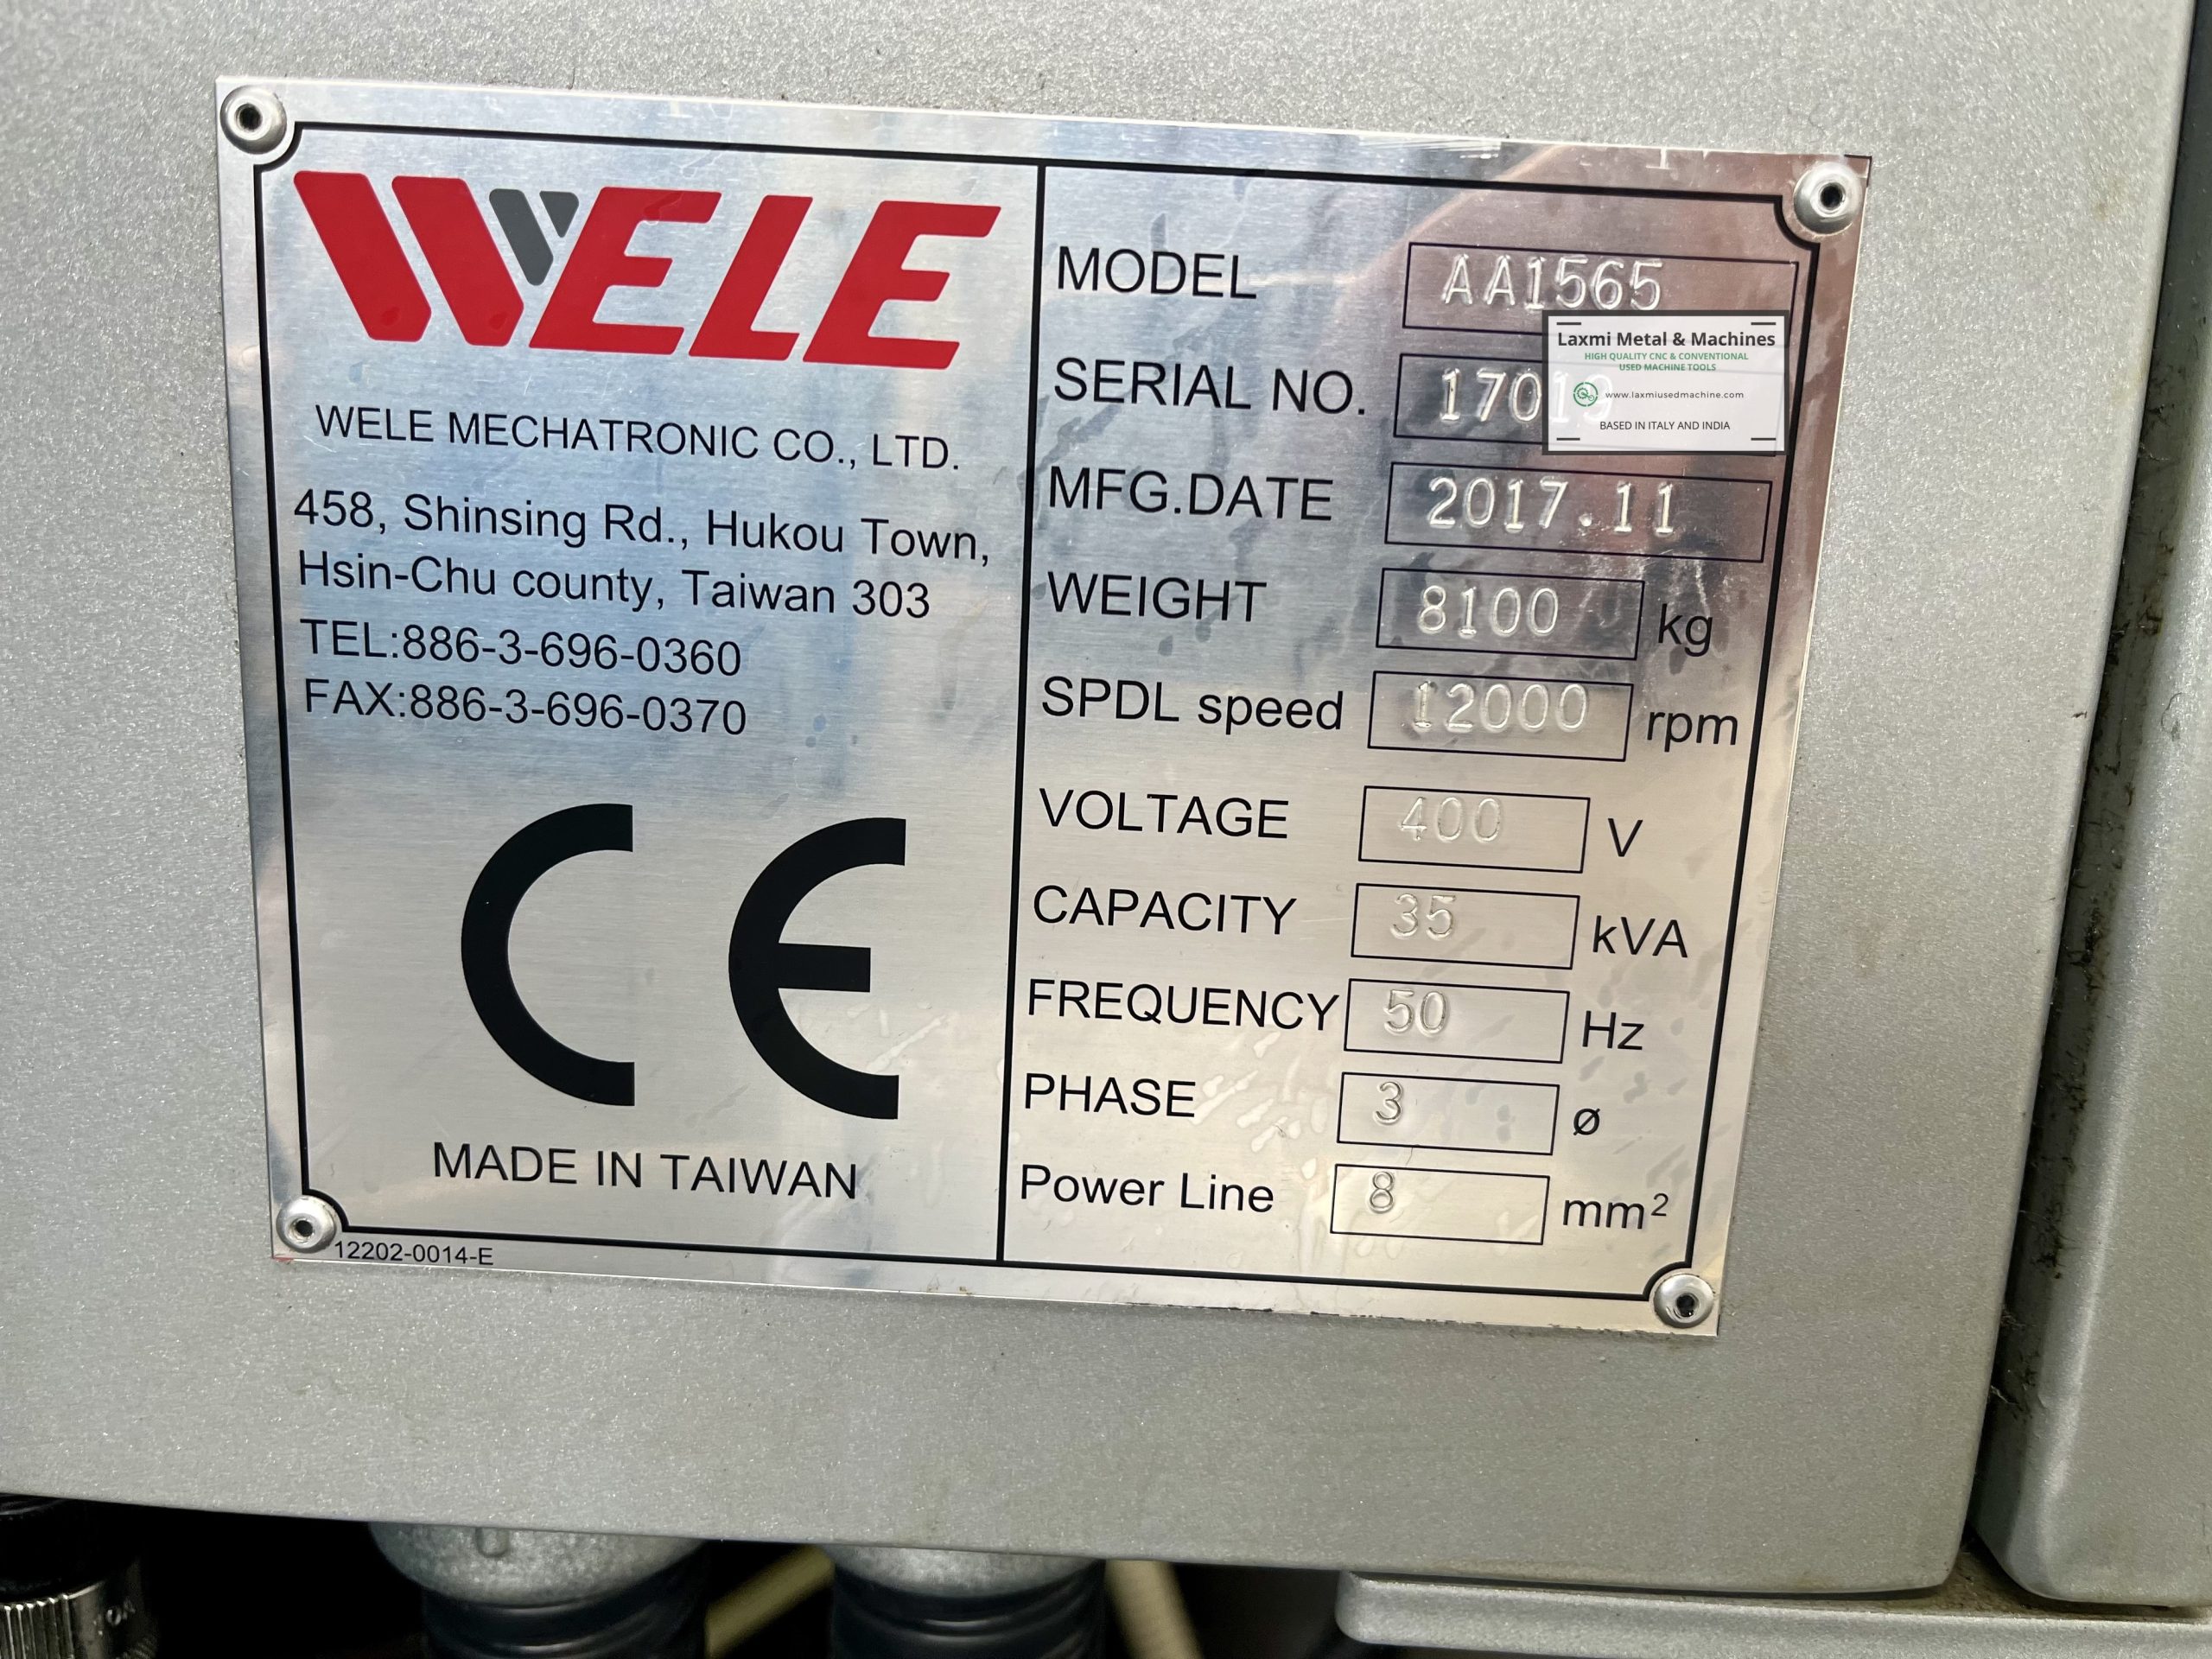 WELE
WELE MECHATRONIC CO., LTD.
458, Shinsing Rd., Hukou Town,
Hsin-Chu county, Taiwan 303
TEL:886-3-696-0360
FAX:886-3-696-0370
CE
MADE IN TAIWAN
12202-0014-E
MODEL AA1565
SERIAL NO.
MFG.DATE 2017.11
WEIGHT 8100 kg
SPDL speed 12000 rpm
VOLTAGE 400 V
CAPACITY 35 kVA
FREQUENCY 50 Hz
PHASE 3 ø
Power Line 8 mm²
Laxmi Metal & Machines
HIGH QUALITY CNC & CONVENTIONAL
USED MACHINE TOOLS
www.laxmiusedmachine.com
BASED IN ITALY AND INDIA